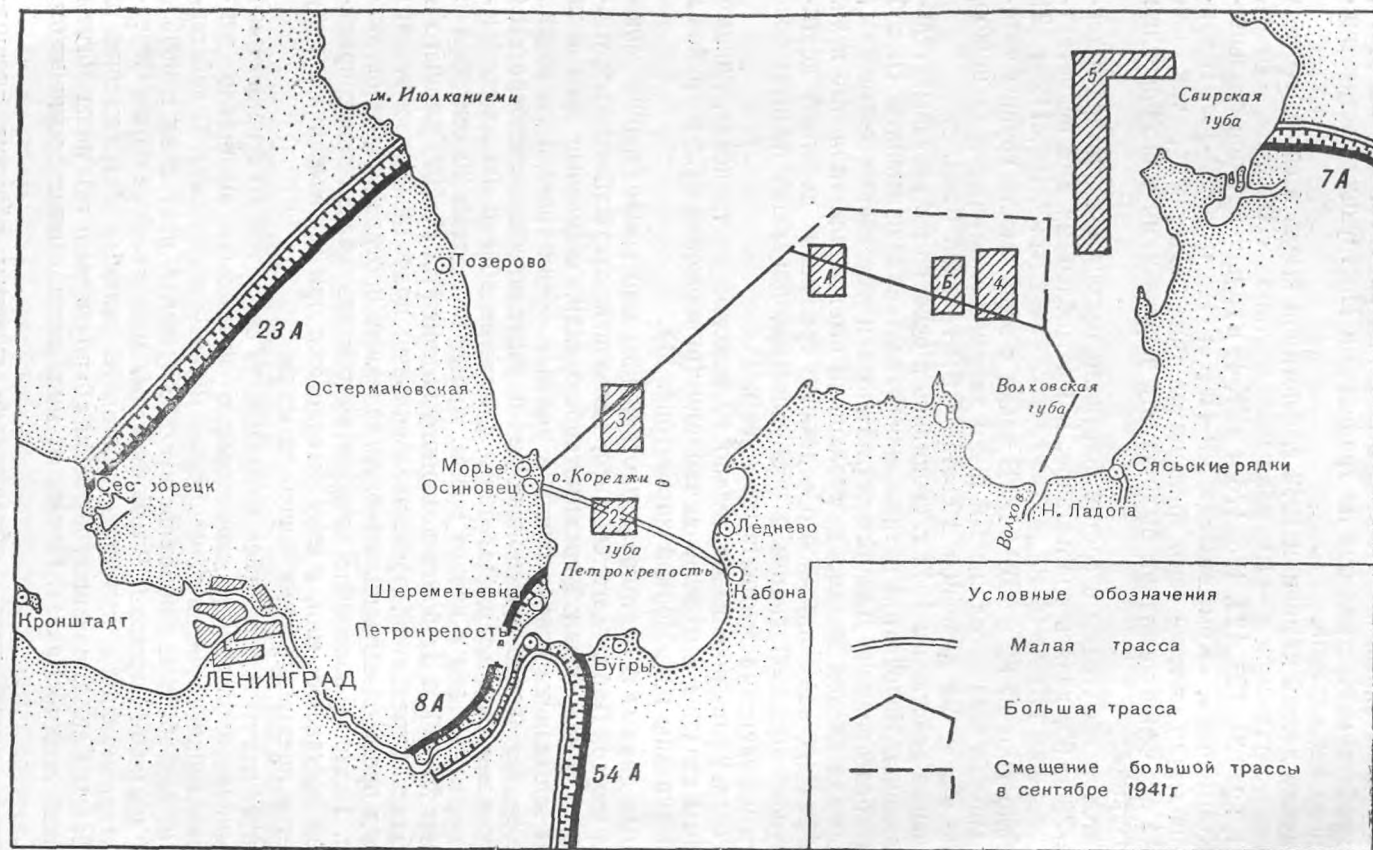 м. Иголканиеми
5
Свирская
губа
7 А
Тозерово
23 А
А
Б
4
Остермановская
3
Волховская
губа
Морье
Осиновец
о. Кореджи
Сясьские рядки
Н. Ладога
Волхов
2
Леднево
губа
Петрокрепость
Кабона
Шереметьевка
Петрокрепость
Бугры
Кронштадт
ЛЕНИНГРАД
8 А
54 А
Условные обозначения
Малая трасса
Большая трасса
Смещение большой трассы
в сентябре 1941г